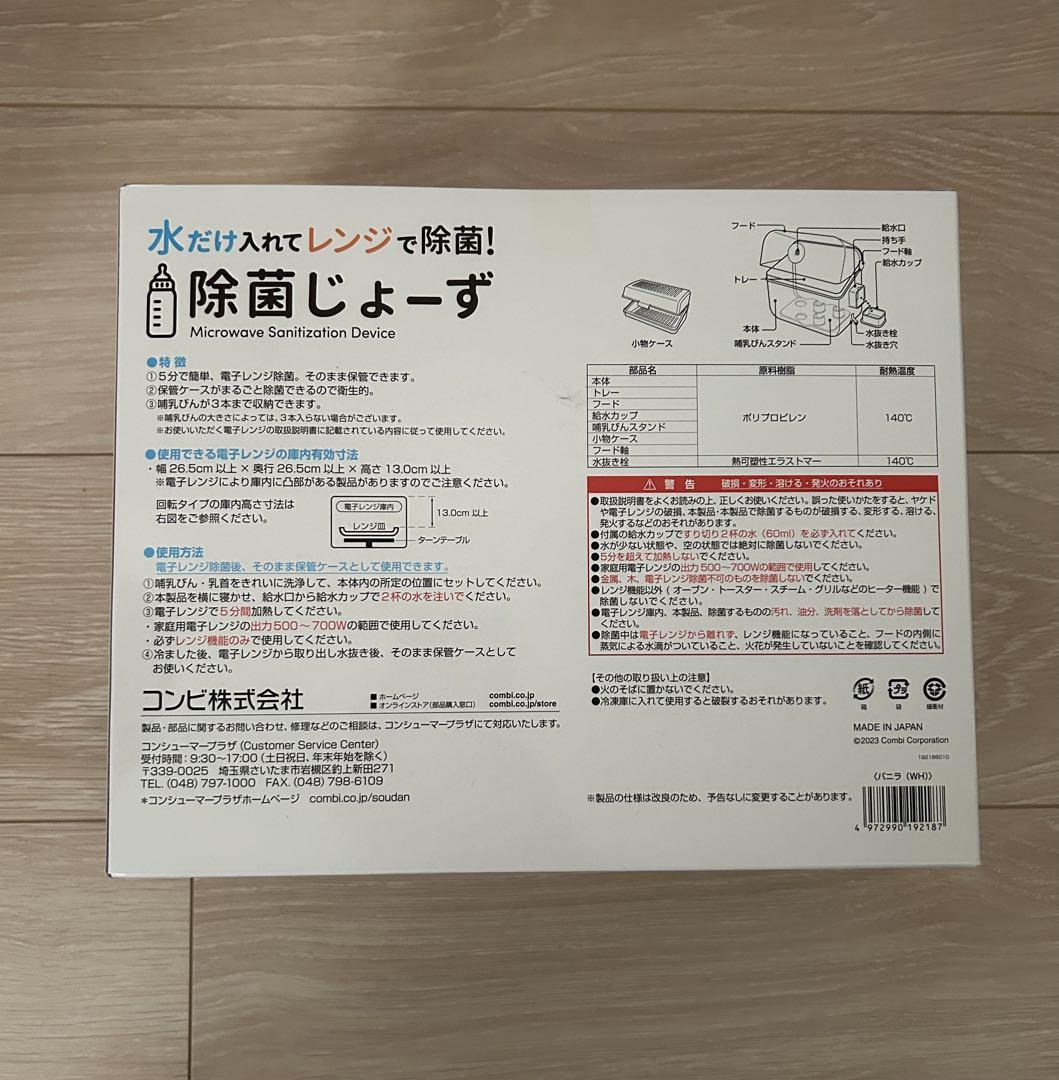 水だけ入れてレンジで除菌!
除菌じょーず
Microwave Sanitization Device
●特 徴
①5分で簡単、電子レンジ除菌。そのまま保管できます。
②保管ケースがまるごと除菌できるので衛生的。
③哺乳びんが3本まで収納できます。
※哺乳びんの大きさによっては、3本入らない場合がございます。
※お使いいただく電子レンジの取扱説明書に記載されている内容に従って使用してください。
●使用できる電子レンジの庫内有効寸法
・幅 26.5cm 以上 × 奥行 26.5cm 以上 × 高さ 13.0cm 以上
※電子レンジにより庫内に凸部がある製品がありますのでご注意ください。
回転タイプの庫内高さ寸法は
右図をご参照ください。
電子レンジ庫内
レンジ皿
13.0cm 以上
ターンテーブル
●使用方法
電子レンジ除菌後、そのまま保管ケースとして使用できます。
①哺乳びん・乳首をきれいに洗浄して、本体内の所定の位置にセットしてください。
②本製品を横に寝かせ、給水口から給水カップで2杯の水を注いでください。
③電子レンジで5分間加熱してください。
・家庭用電子レンジの出力500~700Wの範囲で使用してください。
・必ずレンジ機能のみで使用してください。
④冷ました後、電子レンジから取り出し水抜き後、そのまま保管ケースとして
お使いください。
コンビ株式会社
■ホームページ combi.co.jp
■オンラインストア(部品購入窓口) combi.co.jp/store
製品・部品に関するお問い合わせ、修理などのご相談は、コンシューマープラザにて対応いたします。
コンシューマープラザ (Customer Service Center)
受付時間:9:30~17:00 (土日祝日、年末年始を除く)
〒339-0025 埼玉県さいたま市岩槻区釣上新田271
TEL. (048) 797-1000 FAX. (048) 798-6109
*コンシューマープラザホームページ combi.co.jp/soudan
小物ケース
フード
給水口
持ち手
フード軸
給水カップ
トレー
本体
哺乳びんスタンド
水抜き栓
水抜き穴
部品名 原料樹脂 耐熱温度
本体
トレー
フード
給水カップ
哺乳びんスタンド
小物ケース
フード軸
ポリプロピレン 140℃
水抜き栓 熱可塑性エラストマー 140℃
⚠ 警 告 破損・変形・溶ける・発火のおそれあり
●取扱説明書をよくお読みの上、正しくお使いください。誤った使いかたをすると、ヤケド
や電子レンジの破損、本製品・本製品で除菌するものが破損する、変形する、溶ける、
発火するなどのおそれがあります。
●付属の給水カップですり切り2杯の水(60ml)を必ず入れてください。
●水が少ない状態や、空の状態では絶対に除菌しないでください。
●5分を超えて加熱しないでください。
●家庭用電子レンジの出力 500~700Wの範囲で使用してください。
●金属、木、電子レンジ除菌不可のものを除菌しないでください。
●レンジ機能以外 (オーブン・トースター・スチーム・グリルなどのヒーター機能) で
除菌しないでください。
●電子レンジ庫内、本製品、除菌するものの汚れ、油分、洗剤を落としてから除菌して
ください。
●除菌中は電子レンジから離れず、レンジ機能になっていること、フードの内側に
蒸気による水滴がついていること、火花が発生していないことを確認してください。
【その他の取り扱い上の注意】
●火のそばに置かないでください。
●冷凍庫に入れて使用すると破裂するおそれがあります。
紙 プラ
箱 袋 緩衝材
MADE IN JAPAN
©2023 Combi Corporation
192186010
〈バニラ (WH)〉
※製品の仕様は改良のため、予告なしに変更することがあります。
4 972990 192187